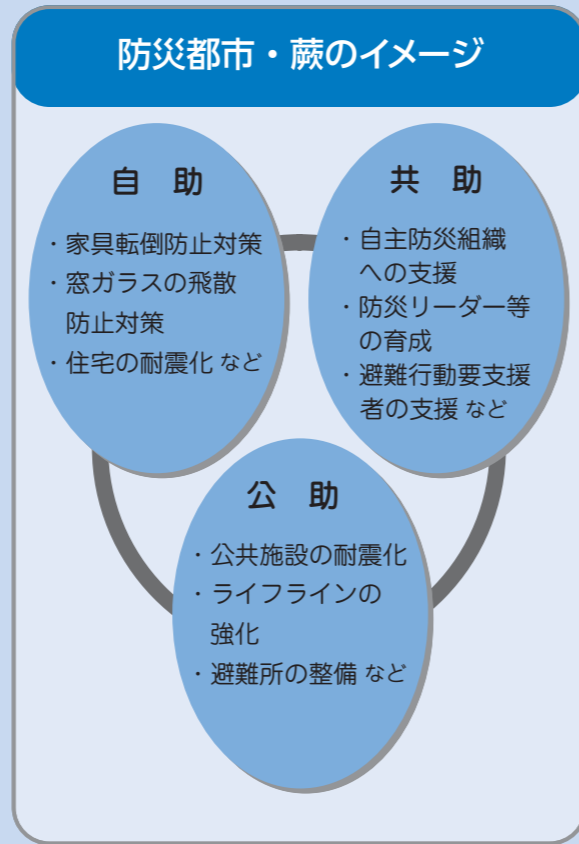 防災都市・蕨のイメージ
自　助
・家具転倒防止対策
・窓ガラスの飛散
防止対策
・住宅の耐震化 など
共　助
・自主防災組織
への支援
・防災リーダー等
の育成
・避難行動要支援
者の支援 など
公　助
・公共施設の耐震化
・ライフラインの
強化
・避難所の整備 など